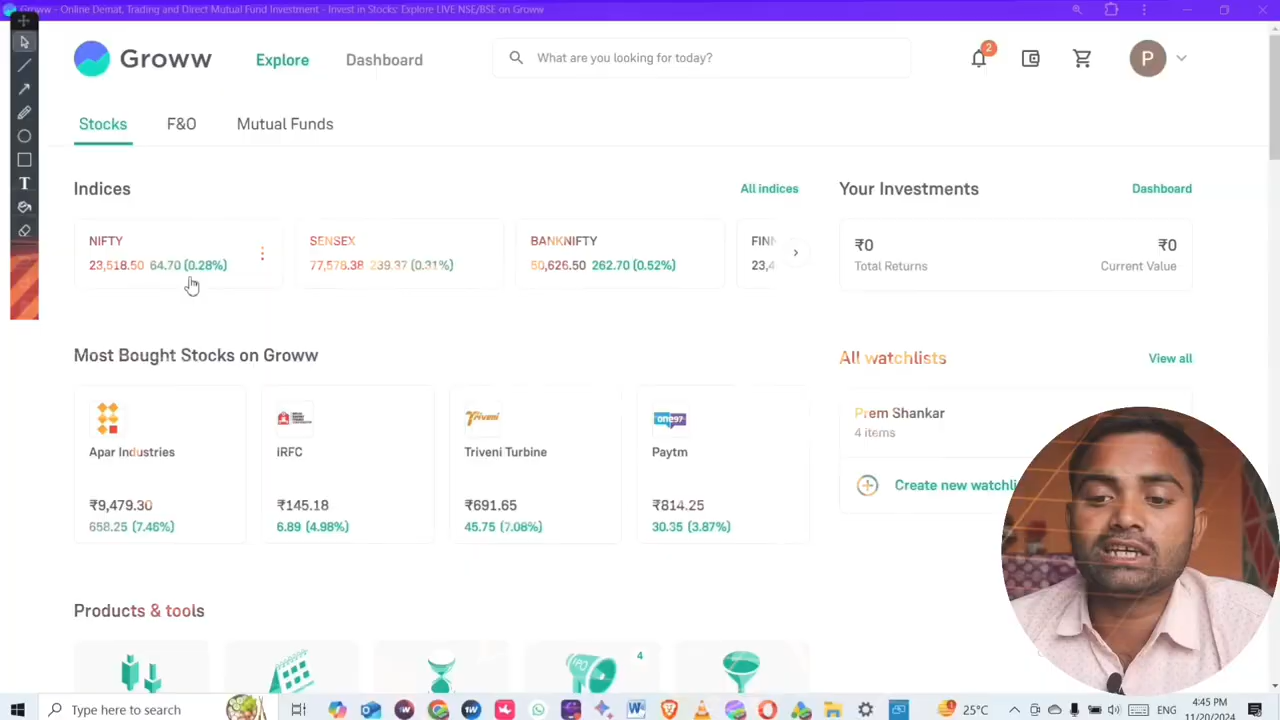 Groww - Online Demat, Trading and Direct Mutual Fund Investment - Invest in Stocks: Explore LIVE NSE/BSE on Groww
Groww
Explore
Dashboard
What are you looking for today?
2
P
Stocks
F&O
Mutual Funds
Indices
All indices
NIFTY
23,518.50 64.70 (0.28%)
SENSEX
77,578.38 239.37 (0.31%)
BANKNIFTY
50,626.50 262.70 (0.52%)
FINN
23,4
Your Investments
Dashboard
₹0
Total Returns
₹0
Current Value
Most Bought Stocks on Groww
Apar Industries
₹9,479.30
658.25 (7.46%)
IRFC
₹145.18
6.89 (4.98%)
Triveni
Triveni Turbine
₹691.65
45.75 (7.08%)
one97
Paytm
₹814.25
30.35 (3.87%)
All watchlists
View all
Prem Shankar
4 items
Create new watchli
Products & tools
IPO
4
T
Type here to search
25°C
ENG
4:45 PM
11/20/2024